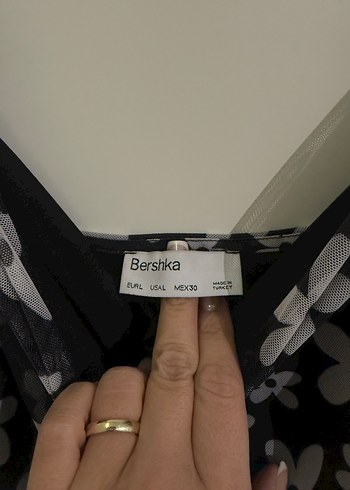 Bershka
EUR L USA L MEX 30
MADE IN
TURKEY